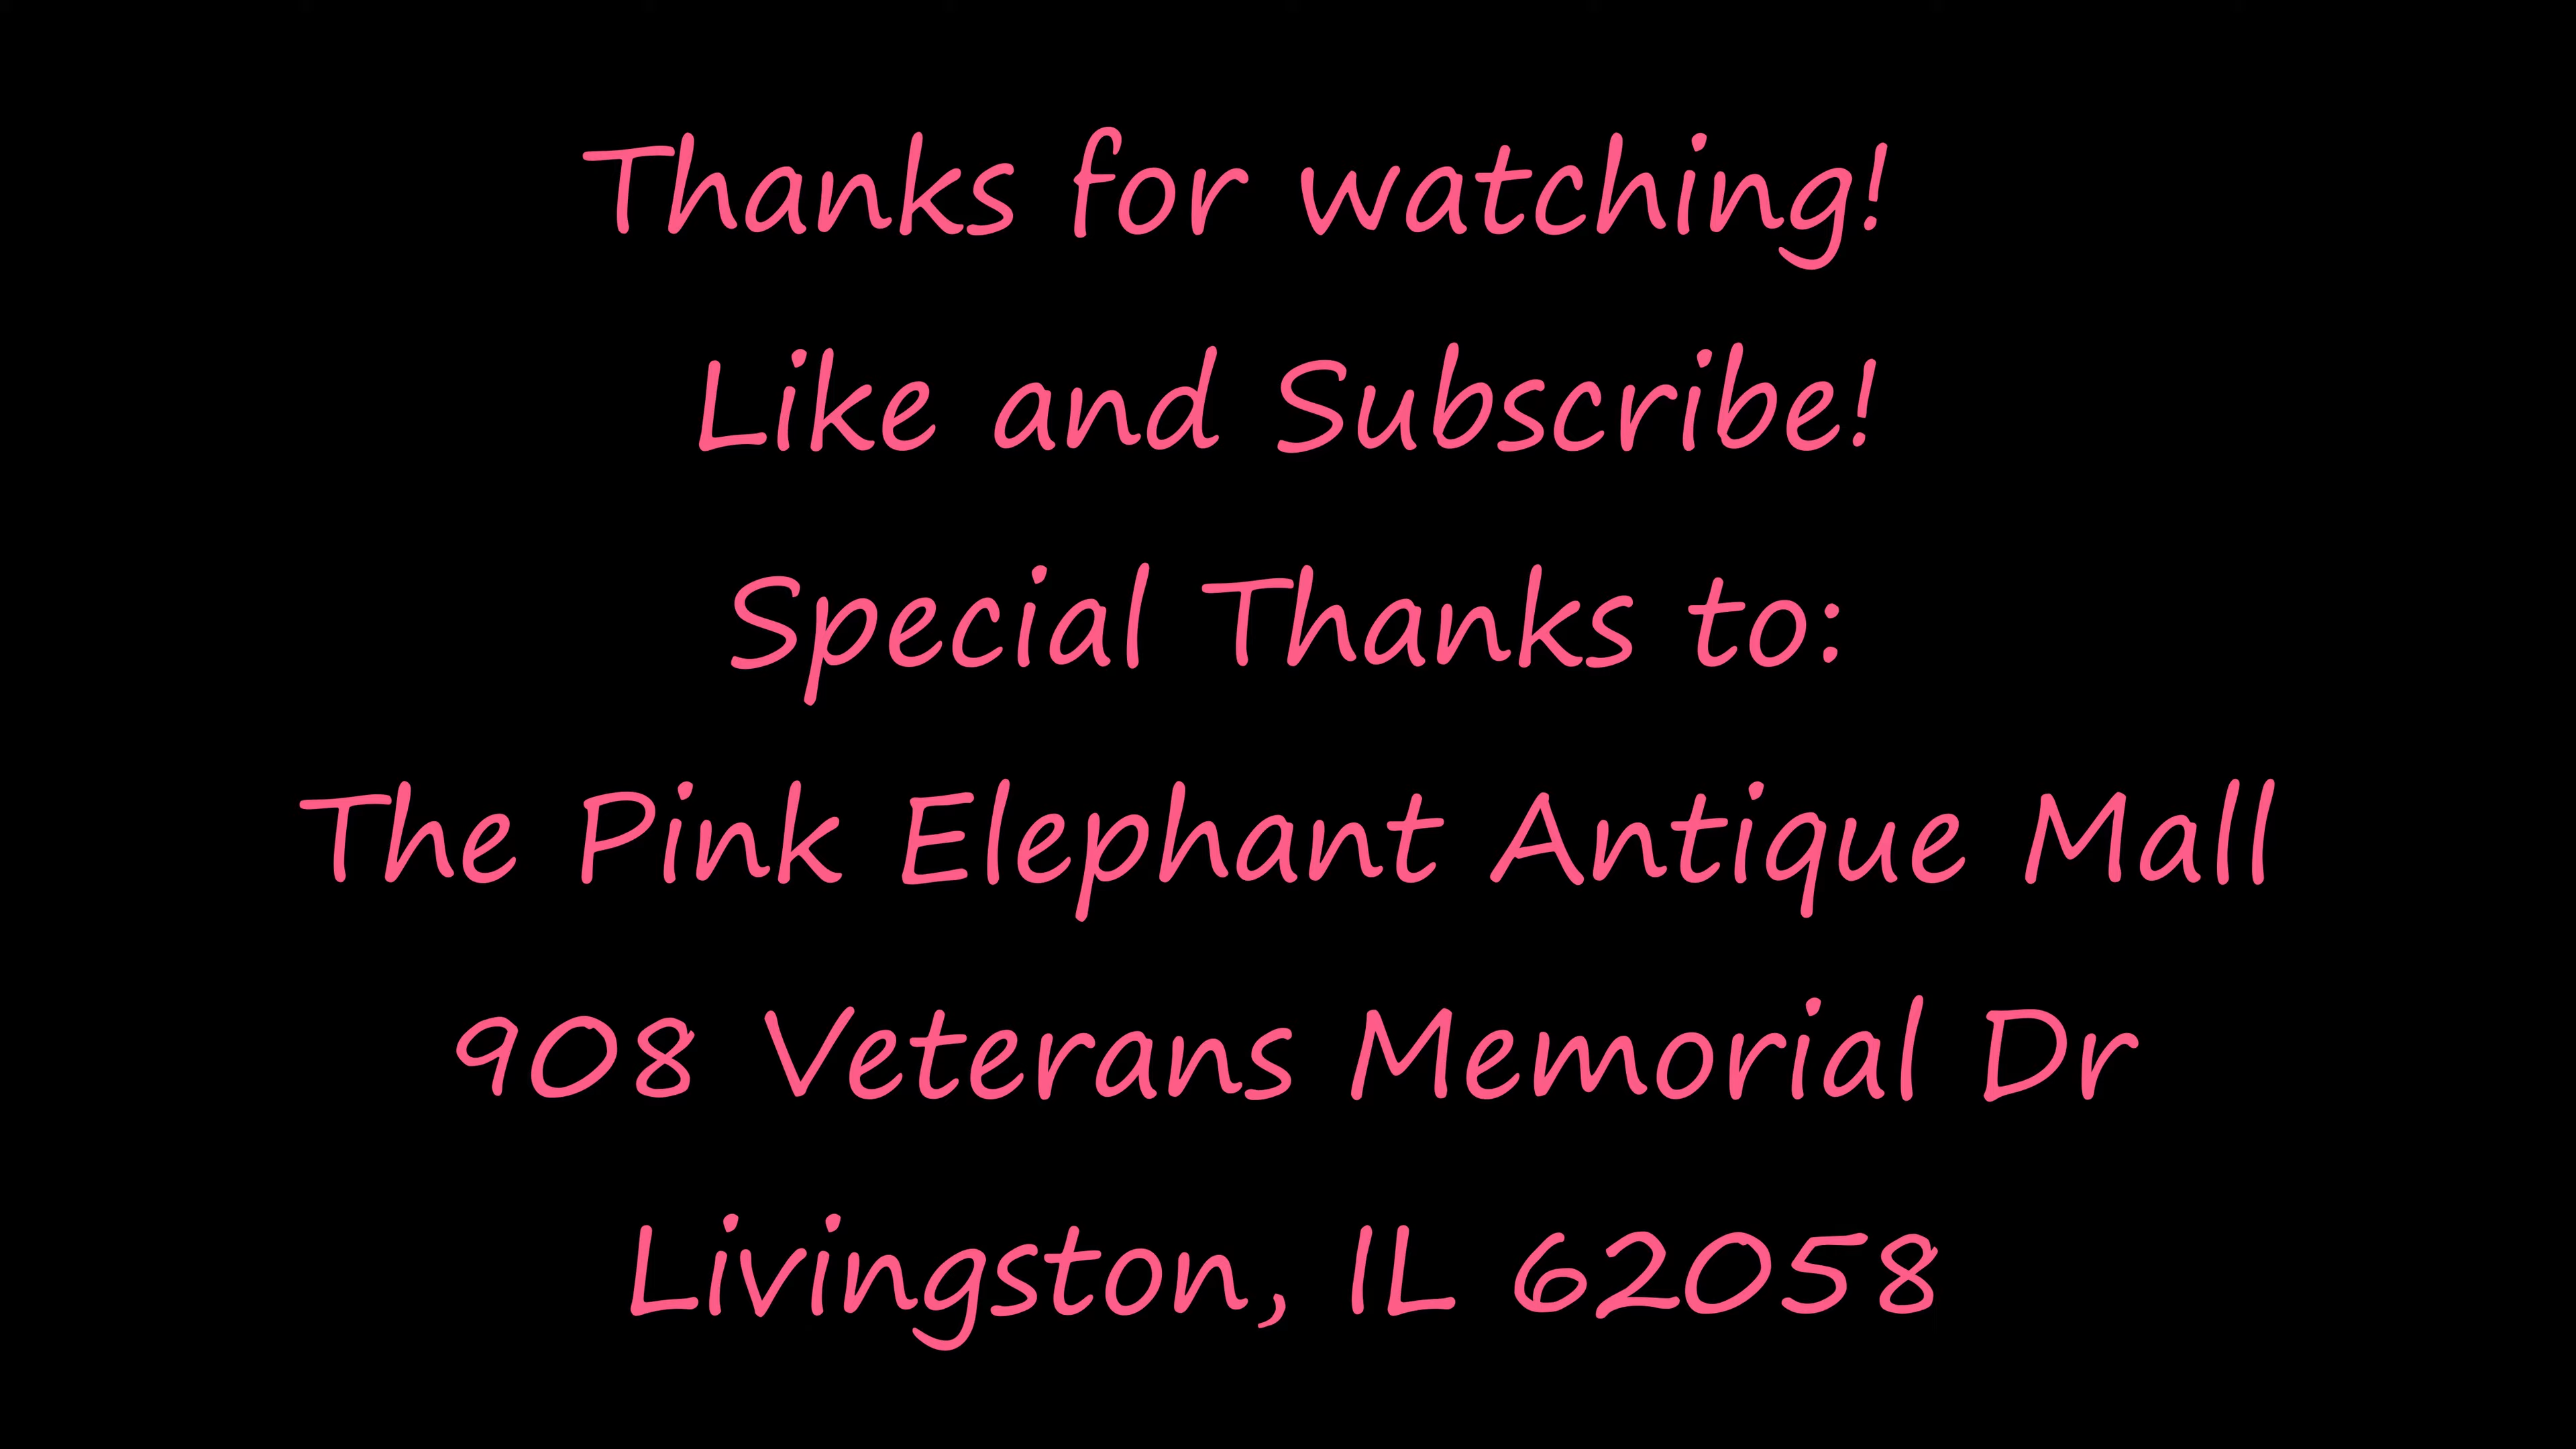 Thanks for watching!
Like and Subscribe!
Special Thanks to:
The Pink Elephant Antique Mall
908 Veterans Memorial Dr
Livingston, IL 62058